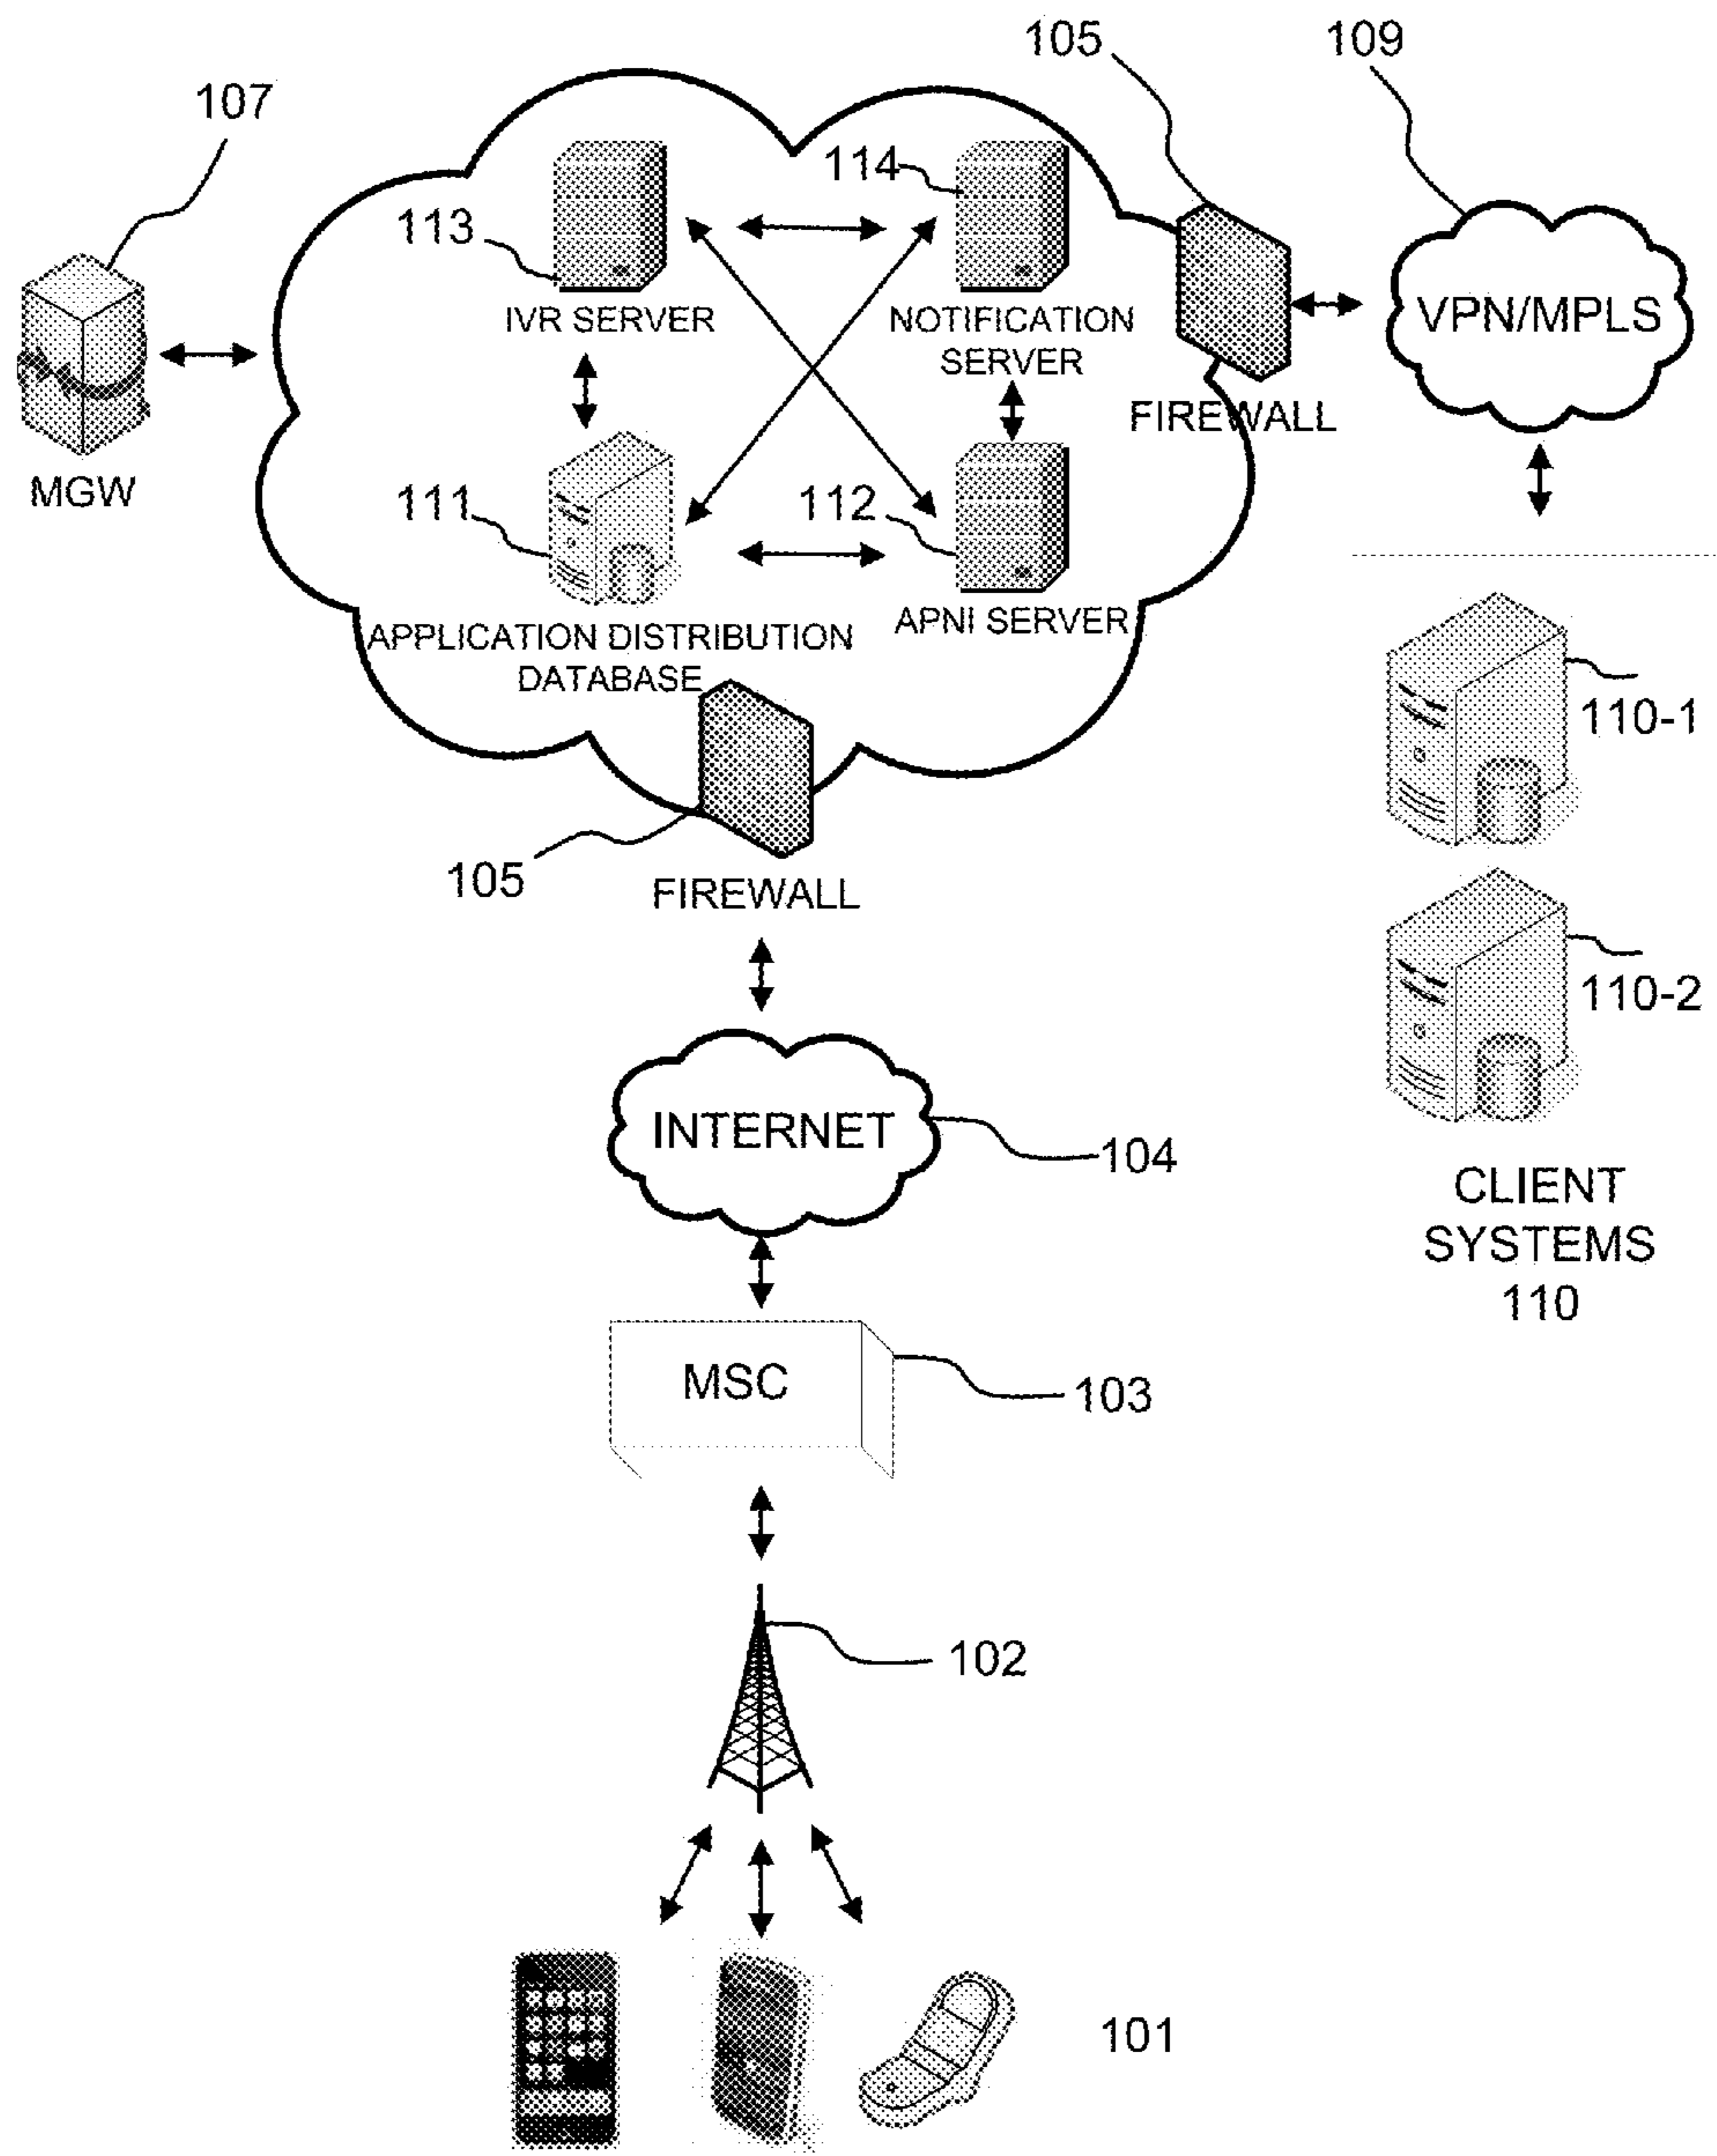 105
109
107
114
113
IVR SERVER
NOTIFICATION
SERVER
VPN/MPLS
FIREWALL
MGW
111
112
APPLICATION DISTRIBUTION
DATABASE
APNI SERVER
110-1
105
FIREWALL
110-2
INTERNET
104
CLIENT
SYSTEMS
110
MSC
103
102
101